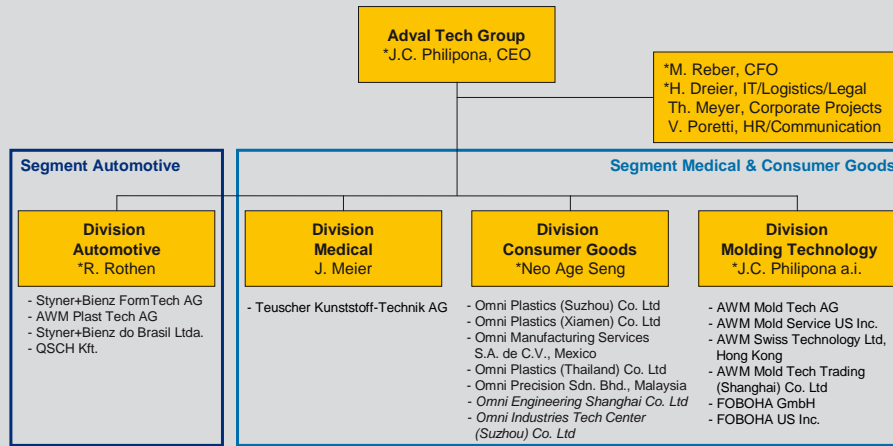 Adval Tech Group
*J.C. Philipona, CEO
*M. Reber, CFO
*H. Dreier, IT/Logistics/Legal
Th. Meyer, Corporate Projects
V. Poretti, HR/Communication
Segment Automotive
Segment Medical & Consumer Goods
Division
Automotive
*R. Rothen
- Styner+Bienz FormTech AG
- AWM Plast Tech AG
- Styner+Bienz do Brasil Ltda.
- QSCH Kft.
Division
Medical
J. Meier
- Teuscher Kunststoff-Technik AG
Division
Consumer Goods
*Neo Age Seng
- Omni Plastics (Suzhou) Co. Ltd
- Omni Plastics (Xiamen) Co. Ltd
- Omni Manufacturing Services
S.A. de C.V., Mexico
- Omni Plastics (Thailand) Co. Ltd
- Omni Precision Sdn. Bhd., Malaysia
- Omni Engineering Shanghai Co. Ltd
- Omni Industries Tech Center
(Suzhou) Co. Ltd
Division
Molding Technology
*J.C. Philipona a.i.
- AWM Mold Tech AG
- AWM Mold Service US Inc.
- AWM Swiss Technology Ltd,
Hong Kong
- AWM Mold Tech Trading
(Shanghai) Co. Ltd
- FOBOHA GmbH
- FOBOHA US Inc.